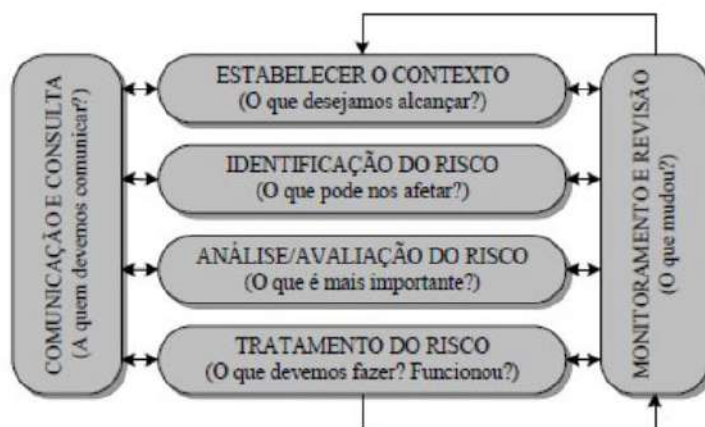 COMUNICAÇÃO E CONSULTA
(A quem devemos comunicar?)
ESTABELECER O CONTEXTO
(O que desejamos alcançar?)
IDENTIFICAÇÃO DO RISCO
(O que pode nos afetar?)
ANÁLISE/AVALIAÇÃO DO RISCO
(O que é mais importante?)
TRATAMENTO DO RISCO
(O que devemos fazer? Funcionou?)
MONITORAMENTO E REVISÃO
(O que mudou?)